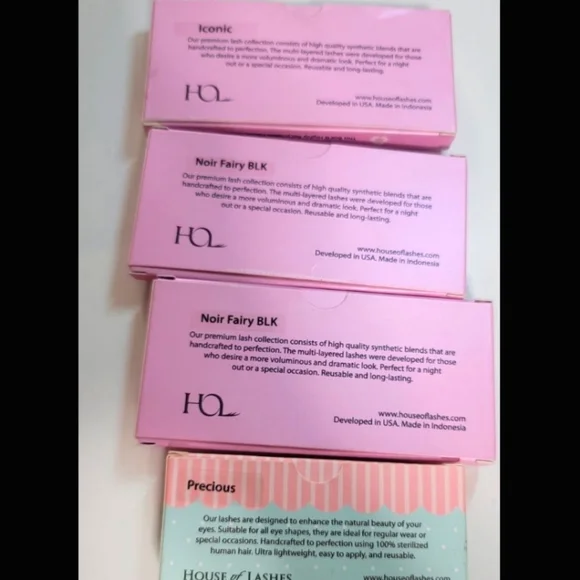 Iconic
Our premium lash collection consists of high quality synthetic blends that are
handcrafted to perfection. The multi-layered lashes were developed for those
who desire a more voluminous and dramatic look. Perfect for a night
out or a special occasion. Reusable and long-lasting.
HOL
www.houseoflashes.com
Developed in USA. Made in Indonesia
Noir Fairy BLK
Our premium lash collection consists of high quality synthetic blends that are
handcrafted to perfection. The multi-layered lashes were developed for those
who desire a more voluminous and dramatic look. Perfect for a night
out or a special occasion. Reusable and long-lasting.
HOL
www.houseoflashes.com
Developed in USA. Made in Indonesia
Noir Fairy BLK
Our premium lash collection consists of high quality synthetic blends that are
handcrafted to perfection. The multi-layered lashes were developed for those
who desire a more voluminous and dramatic look. Perfect for a night
out or a special occasion. Reusable and long-lasting.
HOL
www.houseoflashes.com
Developed in USA. Made in Indonesia
Precious
Our lashes are designed to enhance the natural beauty of your
eyes. Suitable for all eye shapes, they are ideal for regular wear or
special occasions. Handcrafted to perfection using 100% sterilized
human hair. Ultra lightweight, easy to apply, and reusable.
HOUSE of LASHES
www.houseoflashes.com